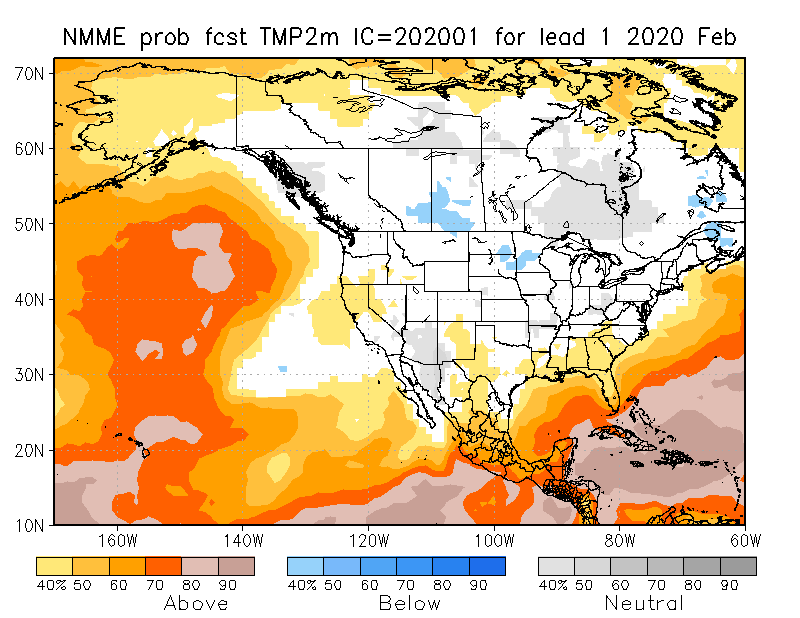 NMME prob fcst TMP2m IC=202001 for lead 1 2020 Feb
70N
60N
50N
40N
30N
20N
10N
160W 140W 120W 100W 80W 60W
40% 50 60 70 80 90 40% 50 60 70 80 90 40% 50 60 70 80 90
Above Below Neutral